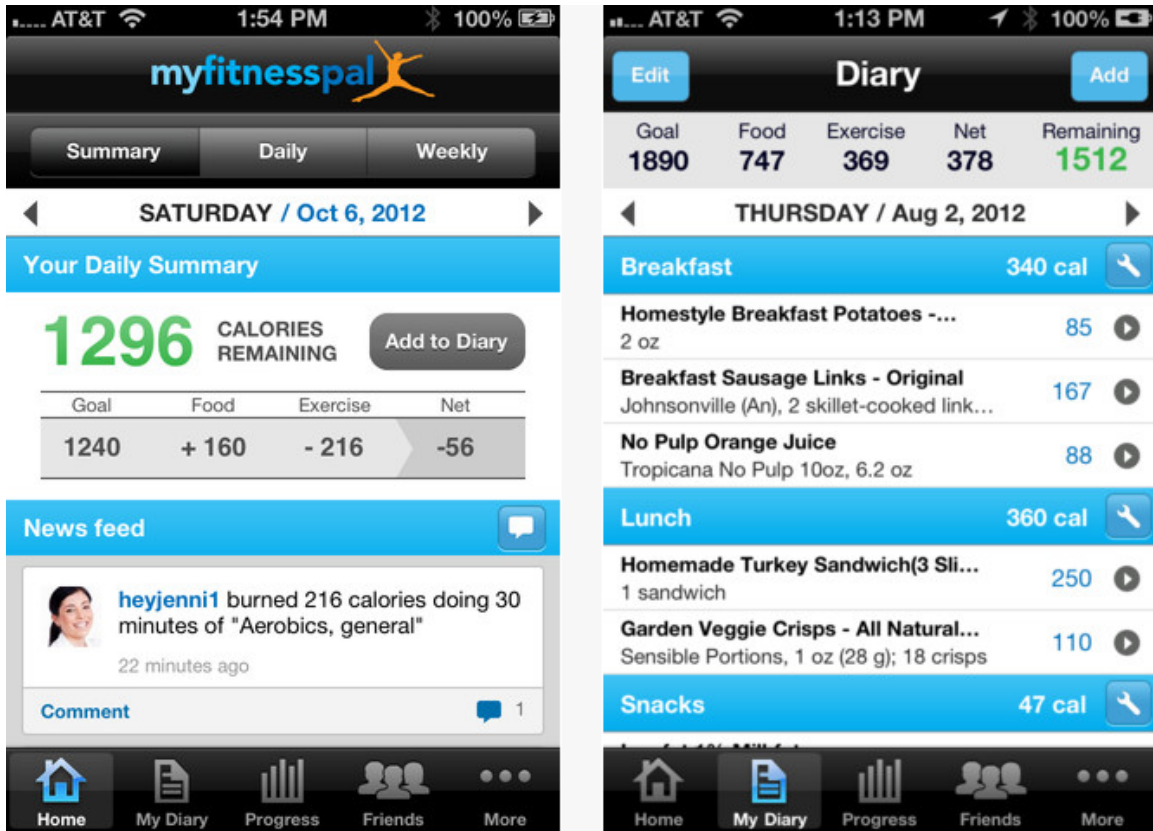 AT&T 1:54 PM 100%
myfitnesspal
Summary Daily Weekly
SATURDAY / Oct 6, 2012
Your Daily Summary
1296 CALORIES REMAINING Add to Diary
Goal Food Exercise Net
1240 + 160 - 216 -56
News feed
heyjenni1 burned 216 calories doing 30
minutes of "Aerobics, general"
22 minutes ago
Comment 1
Home My Diary Progress Friends More
AT&T 1:13 PM 100%
Edit Diary Add
Goal Food Exercise Net Remaining
1890 747 369 378 1512
THURSDAY / Aug 2, 2012
Breakfast 340 cal
Homestyle Breakfast Potatoes -... 85
2 oz
Breakfast Sausage Links - Original 167
Johnsonville (An), 2 skillet-cooked link...
No Pulp Orange Juice 88
Tropicana No Pulp 10oz, 6.2 oz
Lunch 360 cal
Homemade Turkey Sandwich(3 Sli... 250
1 sandwich
Garden Veggie Crisps - All Natural... 110
Sensible Portions, 1 oz (28 g); 18 crisps
Snacks 47 cal
Home My Diary Progress Friends More